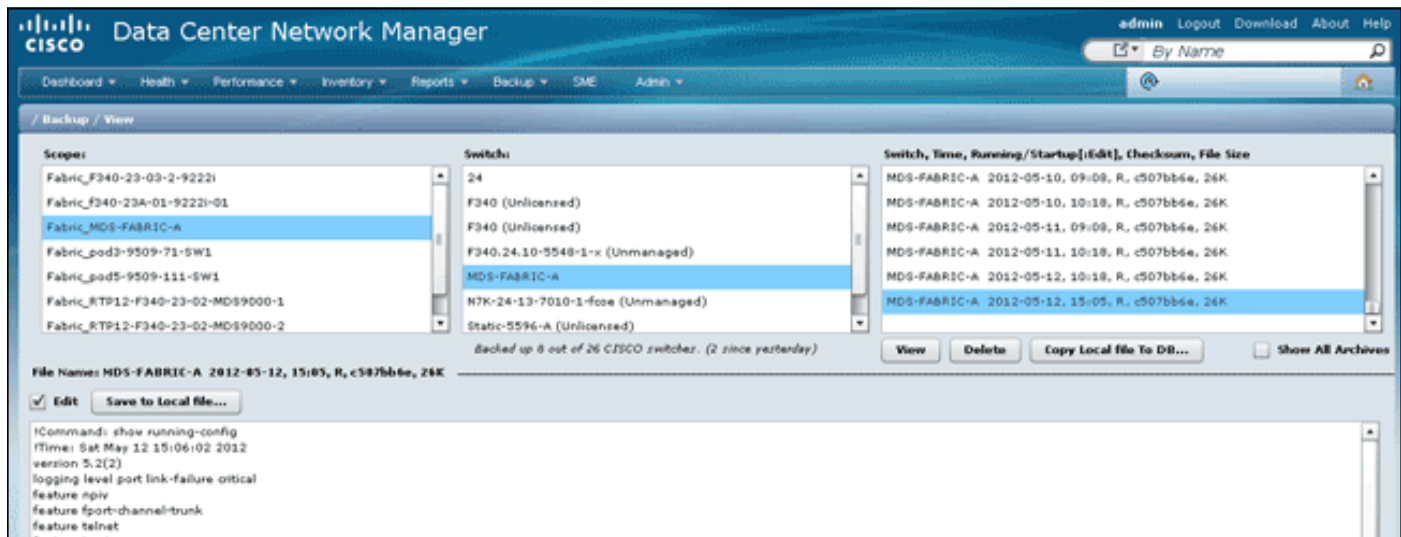 admin Logout Download About Help
CISCO Data Center Network Manager
By Name
Dashboard Health Performance Inventory Reports Backup SME Admin
/ Backup / View
Scope:
Fabric_F340-23-03-2-9222i
Fabric_f340-23A-01-9222i-01
Fabric_MDS-FABRIC-A
Fabric_pod3-9509-71-SW1
Fabric_pod5-9509-111-SW1
Fabric_RTP12-F340-23-02-MDS9000-1
Fabric_RTP12-F340-23-02-MDS9000-2
Switch:
24
F340 (Unlicensed)
F340 (Unlicensed)
F340.24.10-5548-1-x (Unmanaged)
MDS-FABRIC-A
N7K-24-13-7010-1-fcoe (Unmanaged)
Static-5596-A (Unlicensed)
Backed up 8 out of 26 CISCO switches. (2 since yesterday)
Switch, Time, Running/Startup[:Edit], Checksum, File Size
MDS-FABRIC-A 2012-05-10, 09:08, R, c507bb6e, 26K
MDS-FABRIC-A 2012-05-10, 10:18, R, c507bb6e, 26K
MDS-FABRIC-A 2012-05-11, 09:08, R, c507bb6e, 26K
MDS-FABRIC-A 2012-05-11, 10:18, R, c507bb6e, 26K
MDS-FABRIC-A 2012-05-12, 10:18, R, c507bb6e, 26K
MDS-FABRIC-A 2012-05-12, 15:05, R, c507bb6e, 26K
View Delete Copy Local file To DB... Show All Archives
File Name: MDS-FABRIC-A 2012-05-12, 15:05, R, c507bb6e, 26K
Edit Save to Local file...
!Command: show running-config
!Time: Sat May 12 15:06:02 2012
version 5.2(2)
logging level port link-failure critical
feature npiv
feature fport-channel-trunk
feature telnet